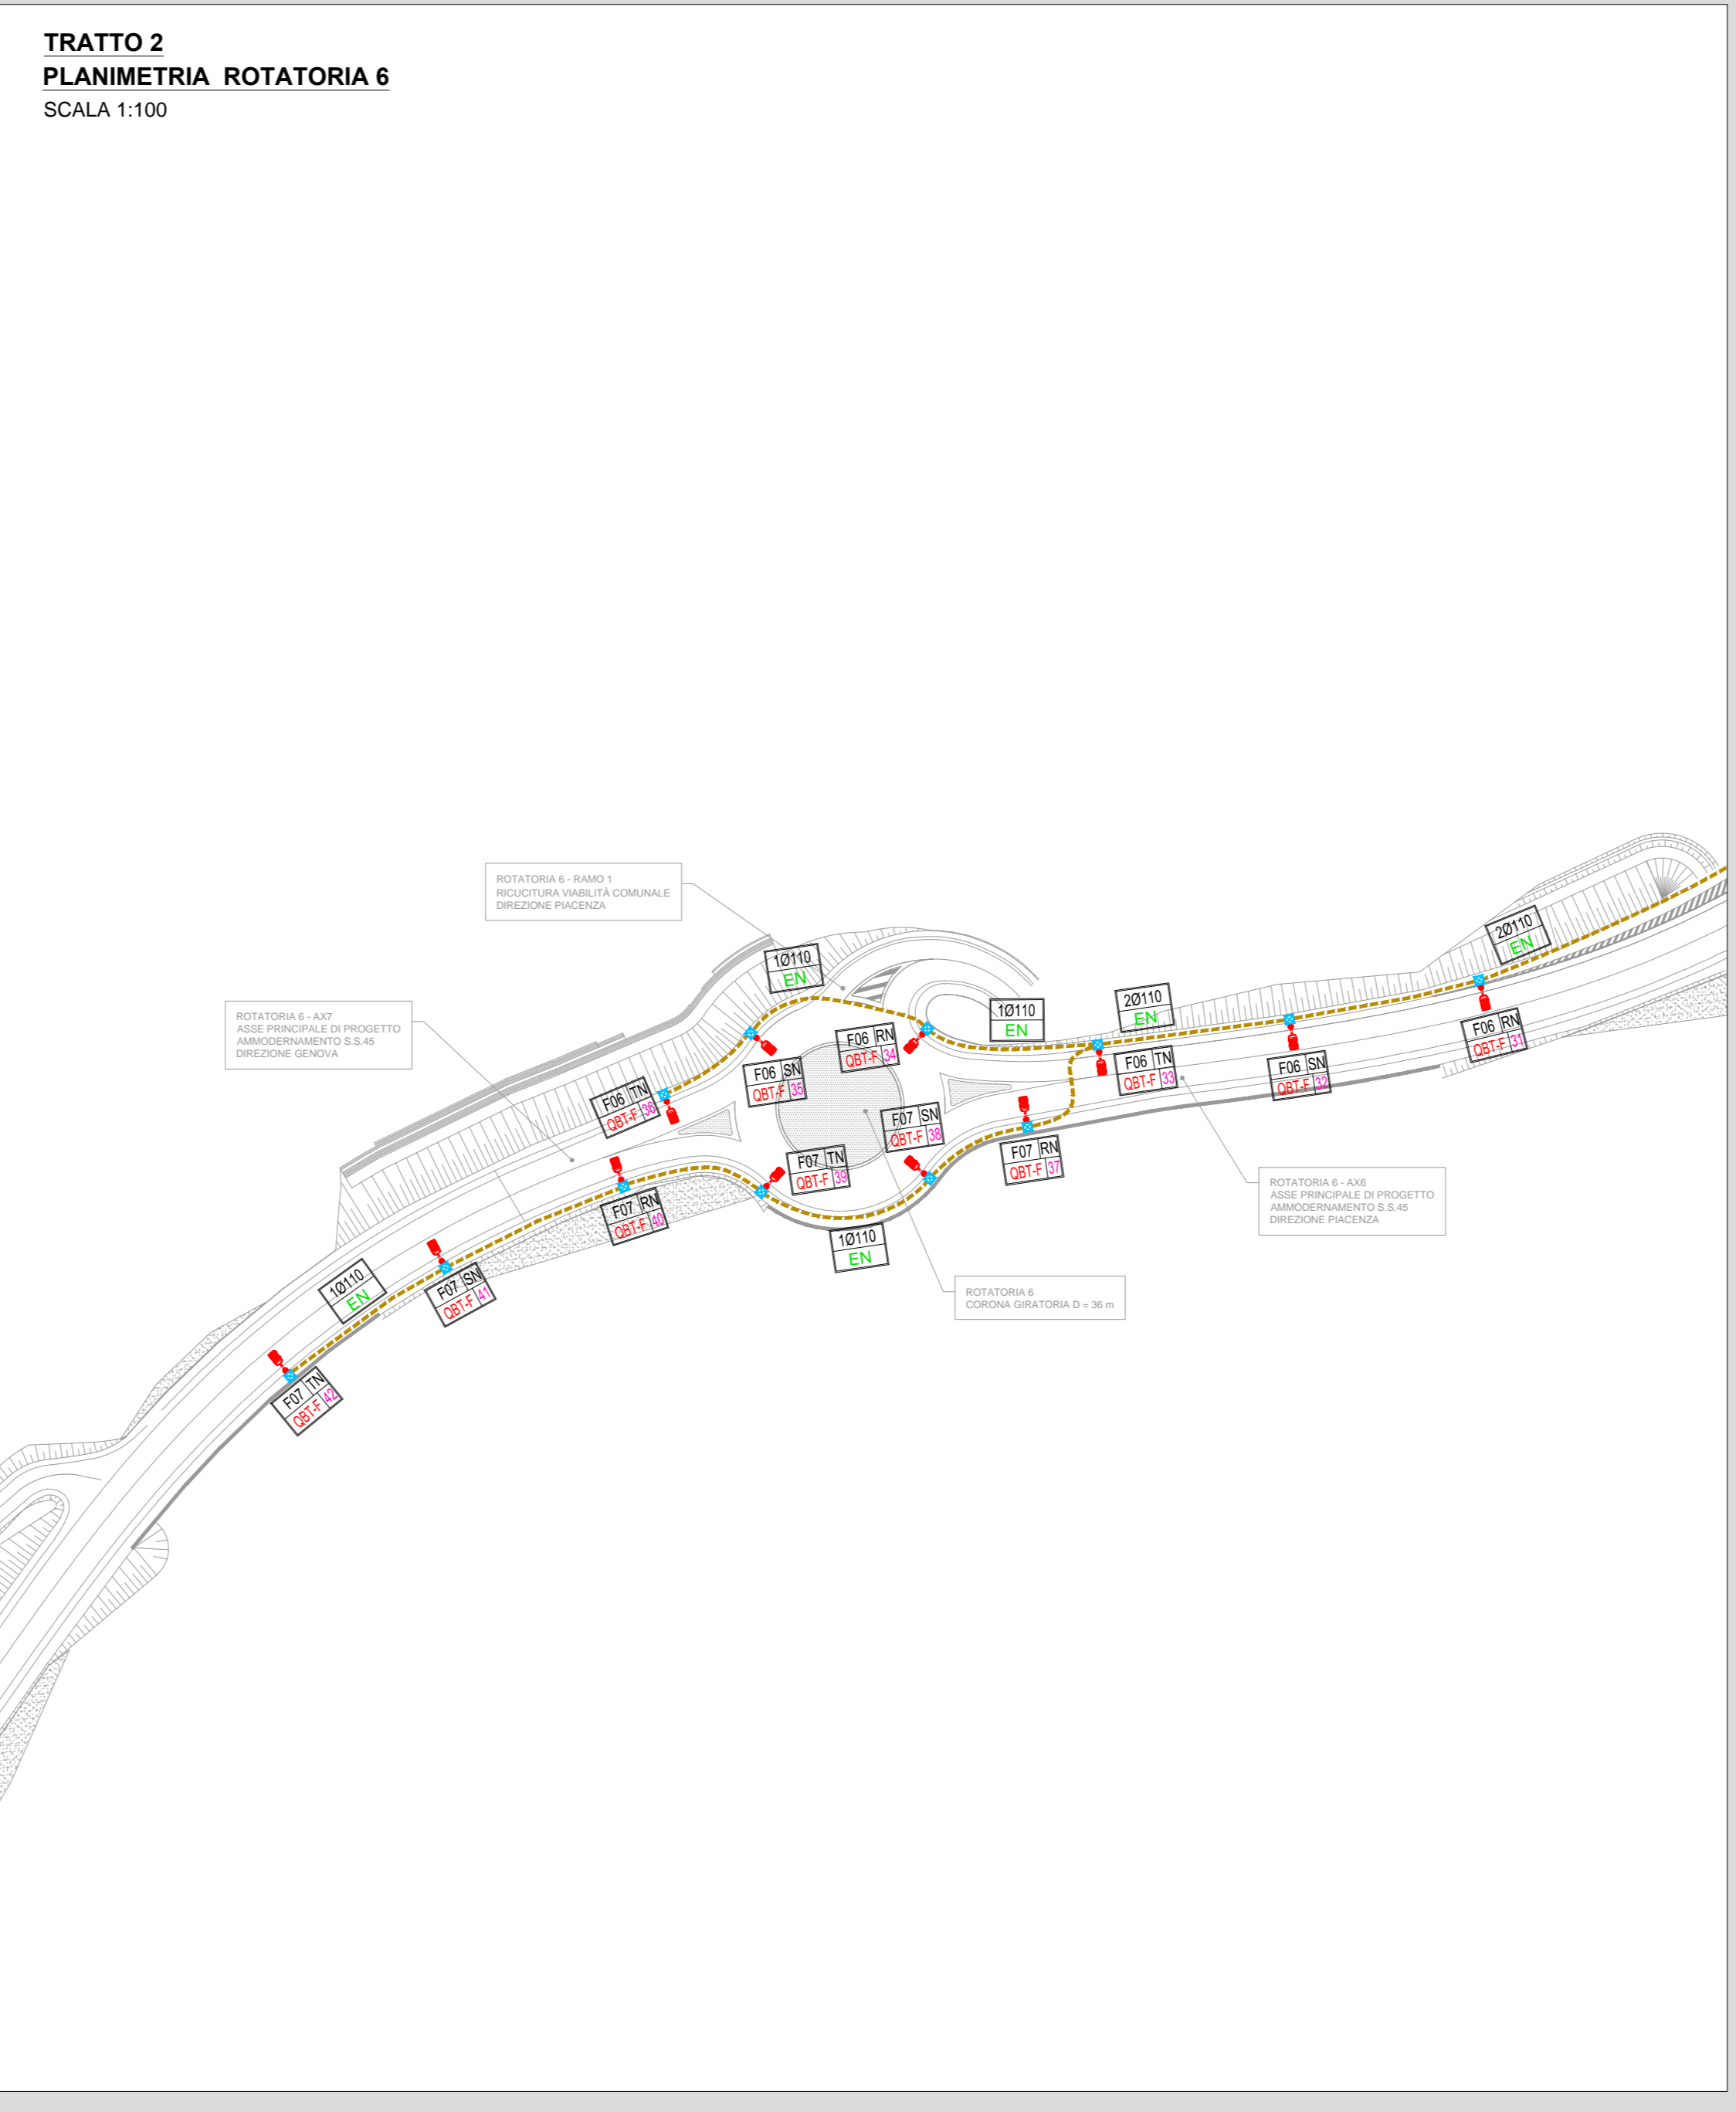 TRATTO 2
PLANIMETRIA ROTATORIA 6
SCALA 1:100
ROTATORIA 6 - RAMO 1
RICUCITURA VIABILITÀ COMUNALE
DIREZIONE PIACENZA
2Ø110
EN
1Ø110
EN
2Ø110
EN
1Ø110
EN
ROTATORIA 6 - AX7
ASSE PRINCIPALE DI PROGETTO
AMMODERNAMENTO S.S.45
DIREZIONE GENOVA
F06 RN
QBT-F 31
F06 RN
QBT-F 34
F06 TN
QBT-F 33
F06 SN
QBT-F 32
F06 SN
QBT-F 35
F06 TN
QBT-F 36
F07 SN
QBT-F 38
F07 RN
QBT-F 37
F07 TN
QBT-F 39
ROTATORIA 6 - AX6
ASSE PRINCIPALE DI PROGETTO
AMMODERNAMENTO S.S.45
DIREZIONE PIACENZA
F07 RN
QBT-F 40
1Ø110
EN
1Ø110
EN
F07 SN
QBT-F 41
ROTATORIA 6
CORONA GIRATORIA D = 36 m
F07 TN
QBT-F 42